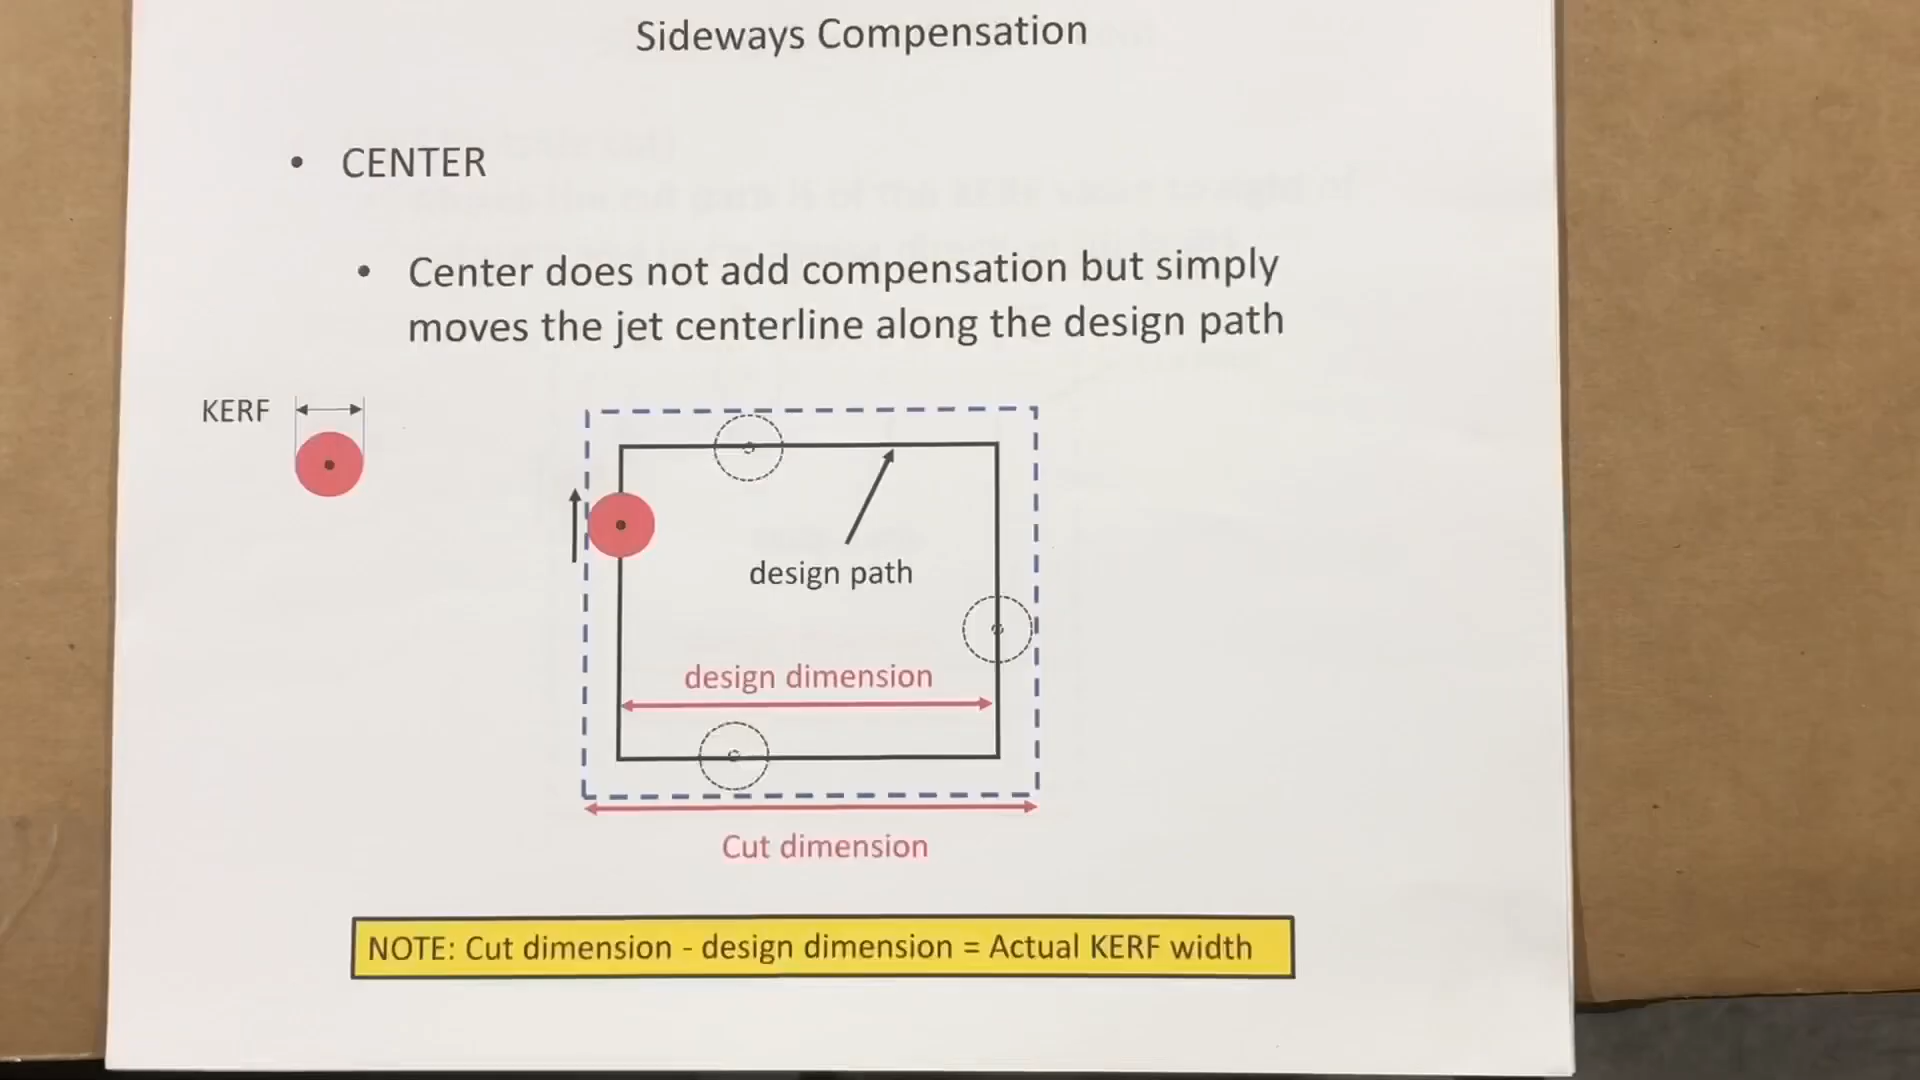 Sideways Compensation
• CENTER
• Center does not add compensation but simply
moves the jet centerline along the design path
KERF
design path
design dimension
Cut dimension
NOTE: Cut dimension - design dimension = Actual KERF width